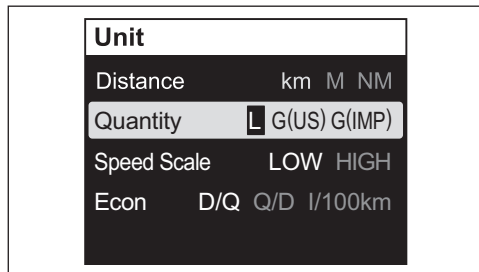 Unit
Distance km M NM
Quantity L G(US) G(IMP)
Speed Scale LOW HIGH
Econ D/Q Q/D l/100km